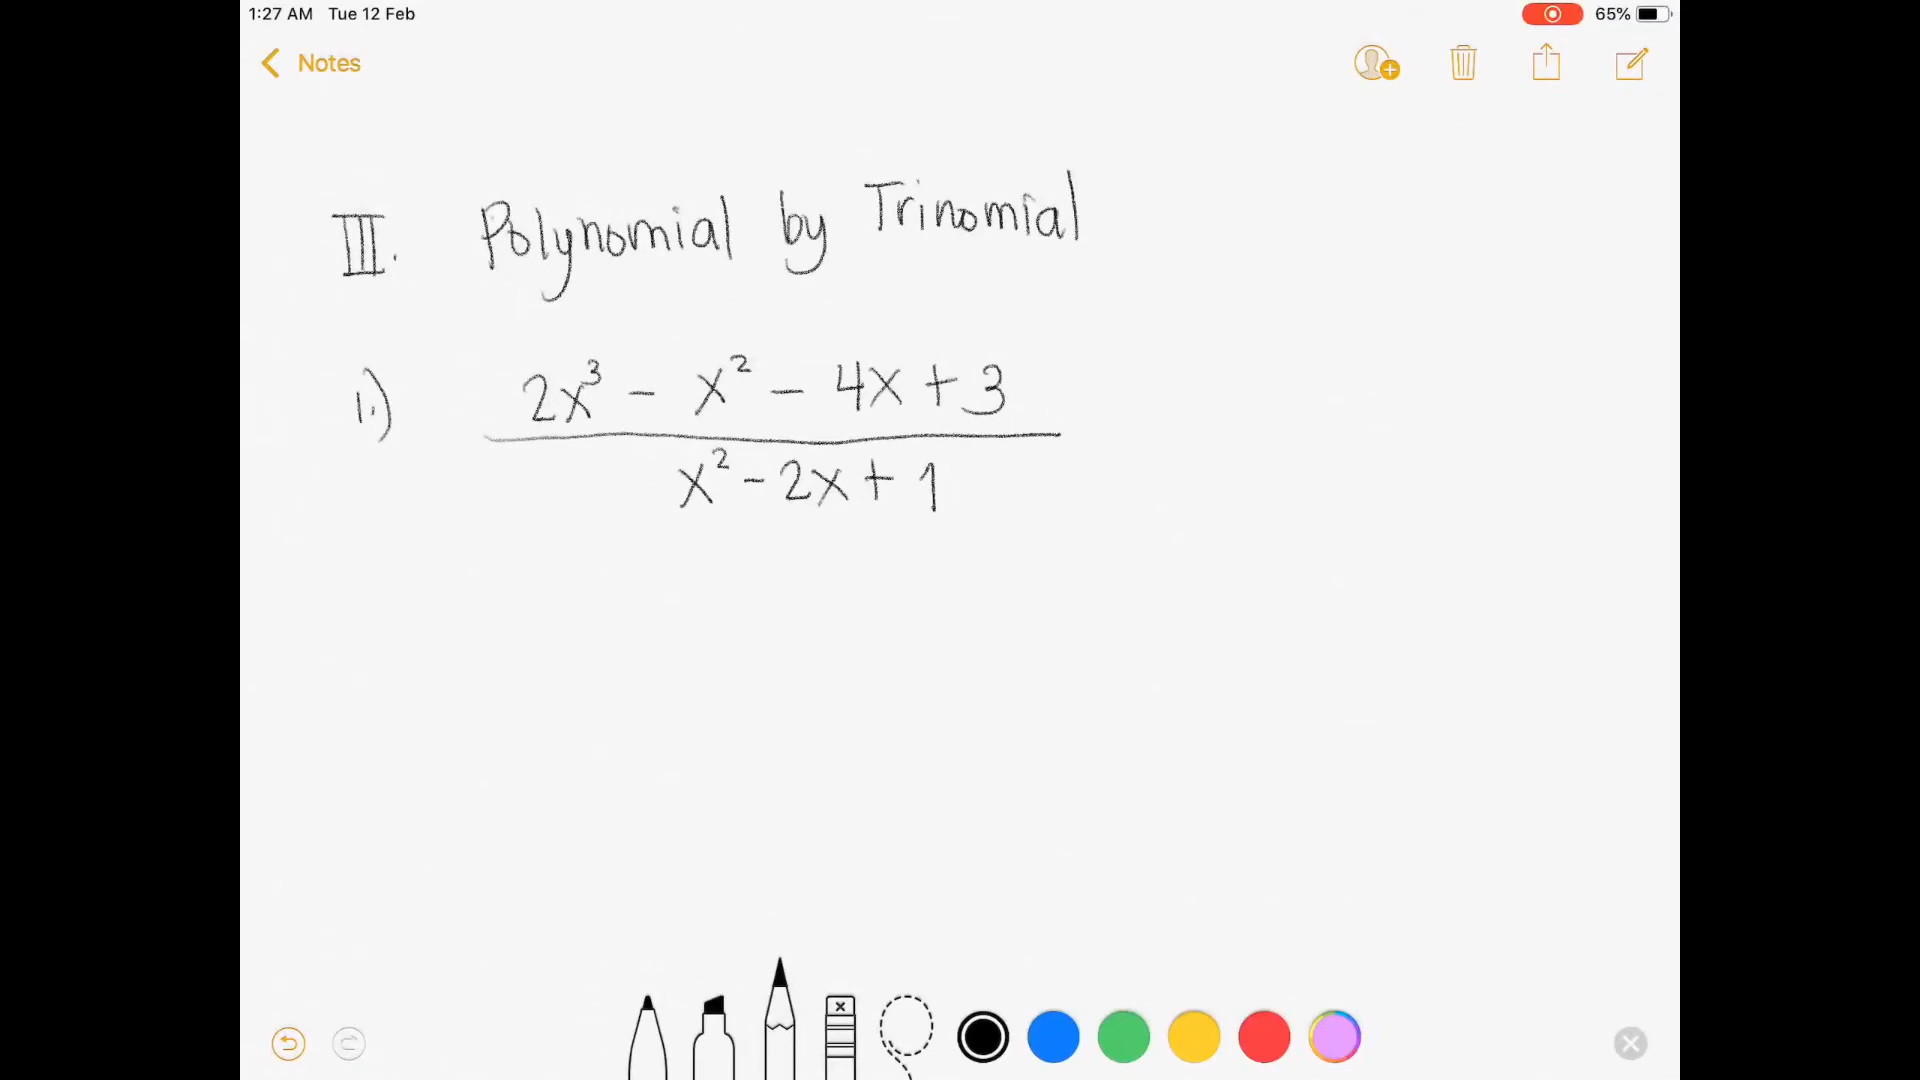 1:27 AM Tue 12 Feb 65%
Notes
III. Polynomial by Trinomial
1.) 2x³ - x² - 4x + 3
x² - 2x + 1